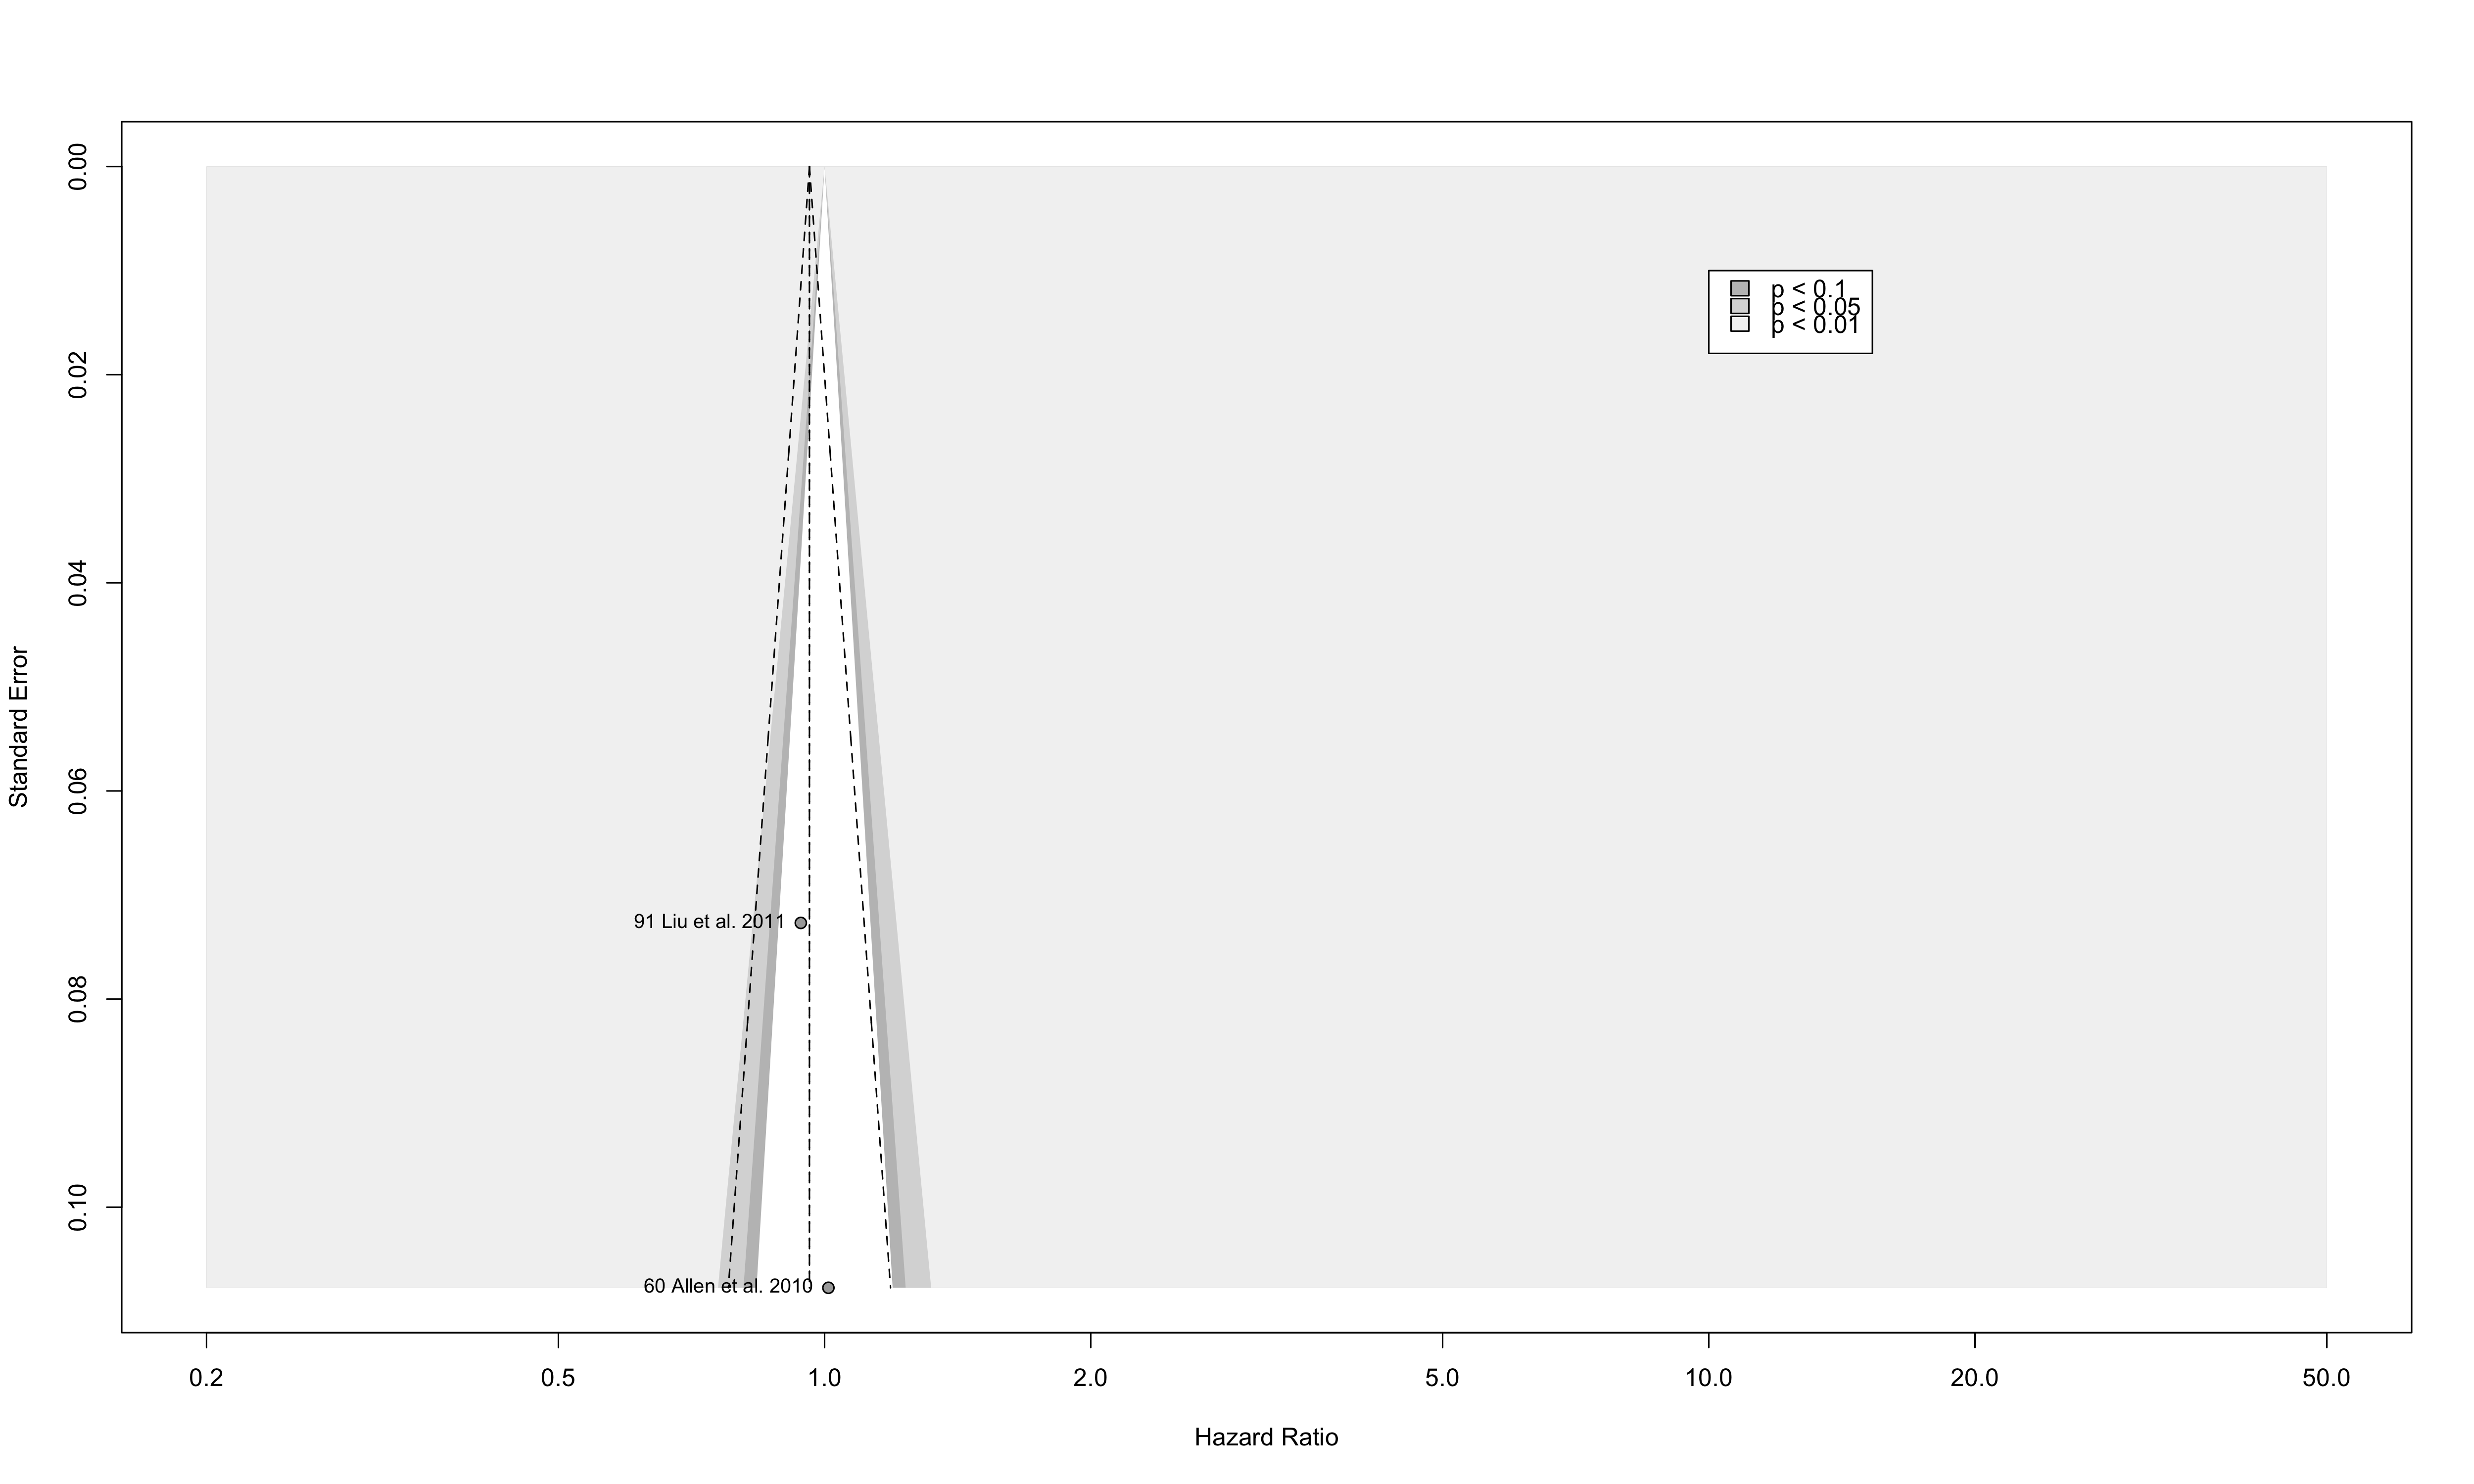 0.00
0.02
0.04
0.06
0.08
0.10
Standard Error
p < 0.1
p < 0.05
p < 0.01
91 Liu et al. 2011
60 Allen et al. 2010
0.2 0.5 1.0 2.0 5.0 10.0 20.0 50.0
Hazard Ratio